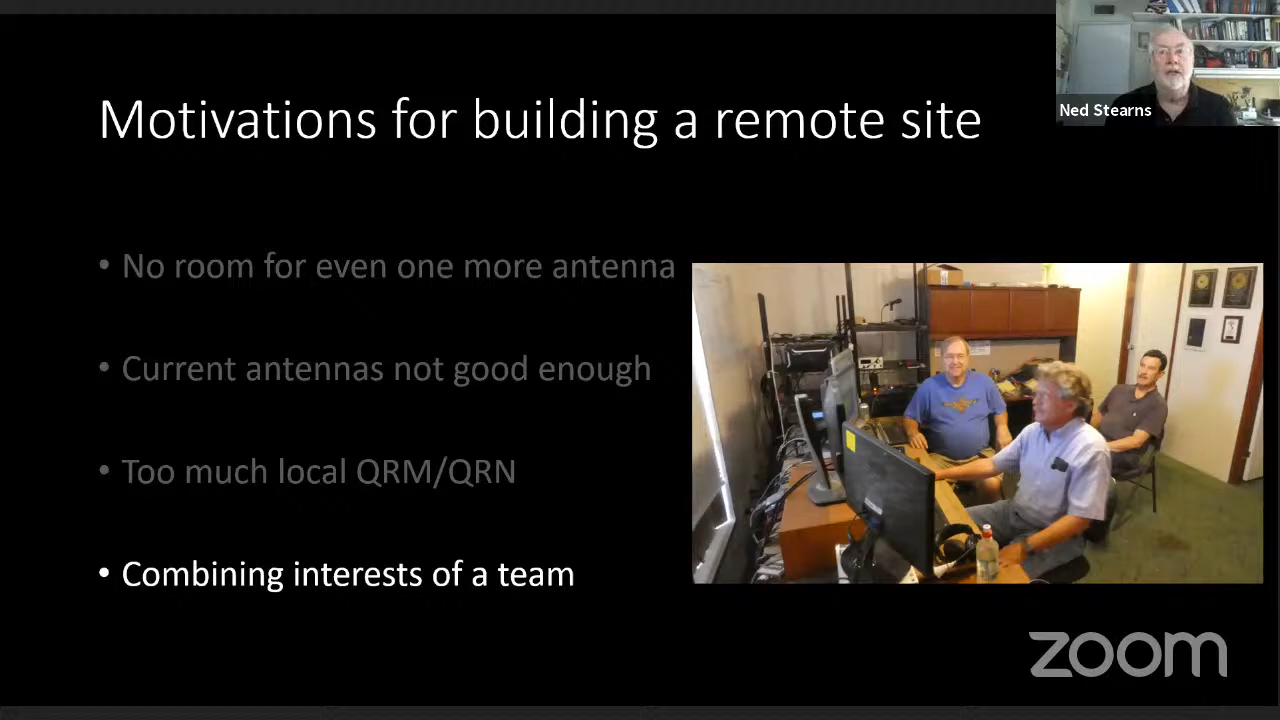 Motivations for building a remote site
Ned Stearns
• No room for even one more antenna
• Current antennas not good enough
• Too much local QRM/QRN
• Combining interests of a team
zoom